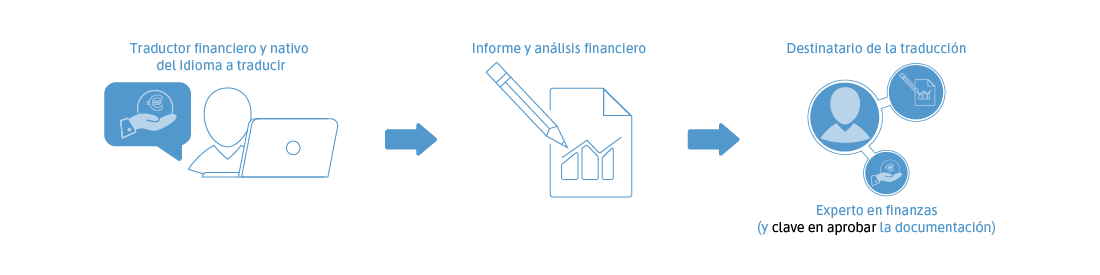 Traductor financiero y nativo
del idioma a traducir
Informe y análisis financiero
Destinatario de la traducción
Experto en finanzas
(y clave en aprobar la documentación)